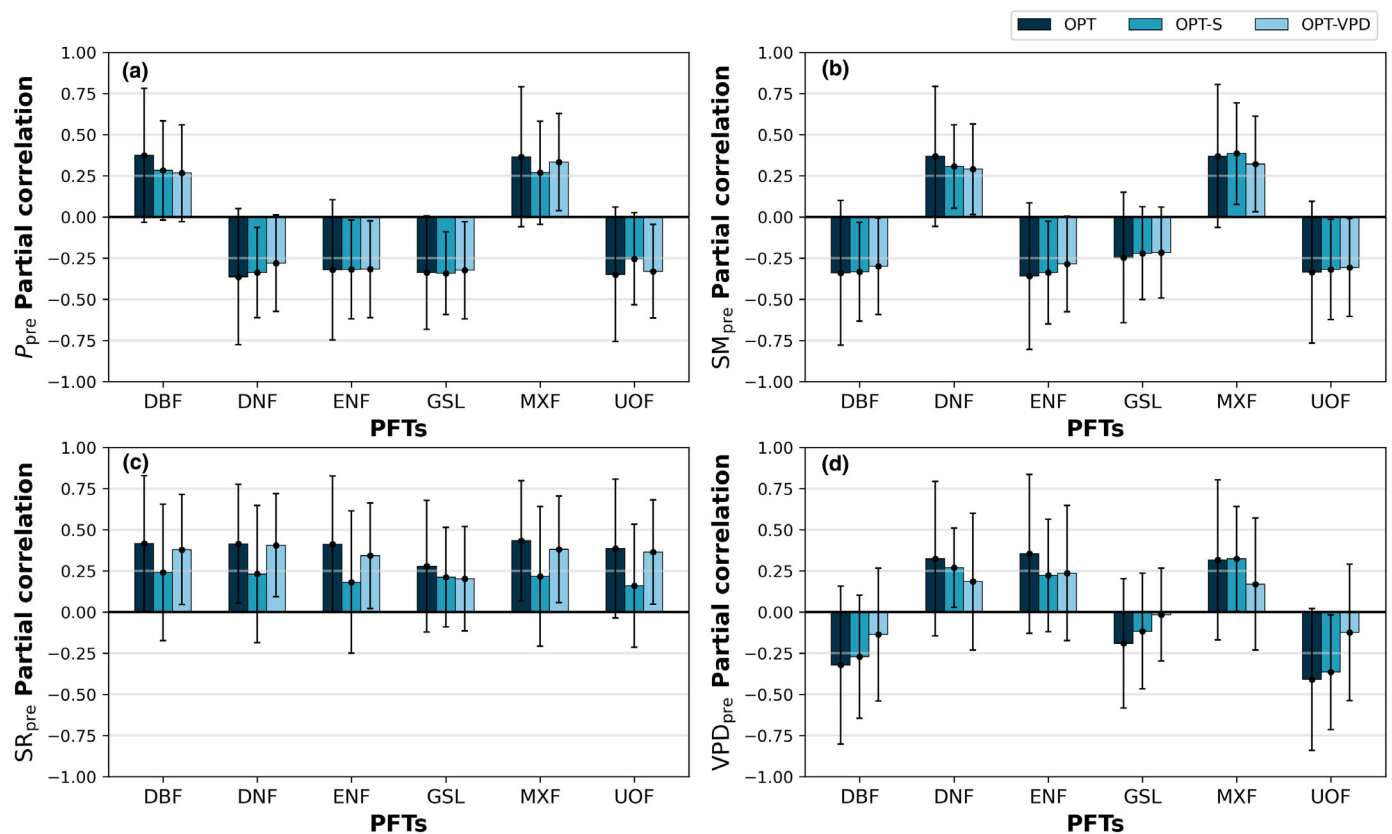 OPT OPT-S OPT-VPD
(a)
P_pre Partial correlation
1.00
0.75
0.50
0.25
0.00
−0.25
−0.50
−0.75
−1.00
DBF DNF ENF GSL MXF UOF
PFTs
(b)
SM_pre Partial correlation
1.00
0.75
0.50
0.25
0.00
−0.25
−0.50
−0.75
−1.00
DBF DNF ENF GSL MXF UOF
PFTs
(c)
SR_pre Partial correlation
1.00
0.75
0.50
0.25
0.00
−0.25
−0.50
−0.75
−1.00
DBF DNF ENF GSL MXF UOF
PFTs
(d)
VPD_pre Partial correlation
1.00
0.75
0.50
0.25
0.00
−0.25
−0.50
−0.75
−1.00
DBF DNF ENF GSL MXF UOF
PFTs